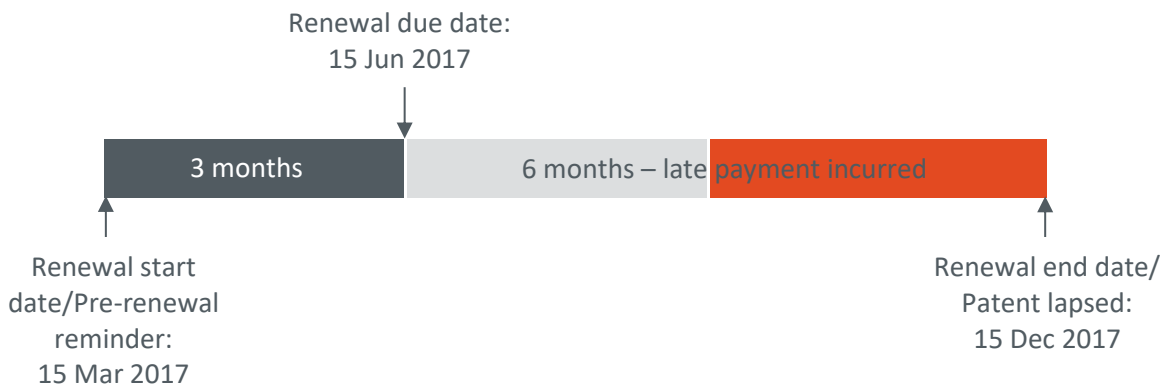 Renewal due date:
15 Jun 2017
3 months
6 months – late payment incurred
Renewal start
date/Pre-renewal
reminder:
15 Mar 2017
Renewal end date/
Patent lapsed:
15 Dec 2017